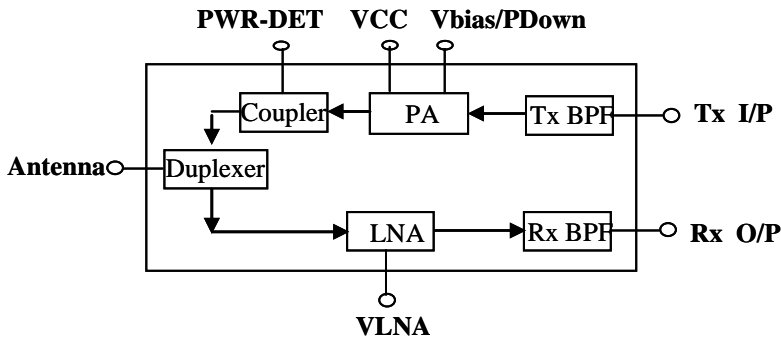 PWR-DET VCC Vbias/PDown
Coupler PA Tx BPF Tx I/P
Antenna Duplexer
LNA Rx BPF Rx O/P
VLNA